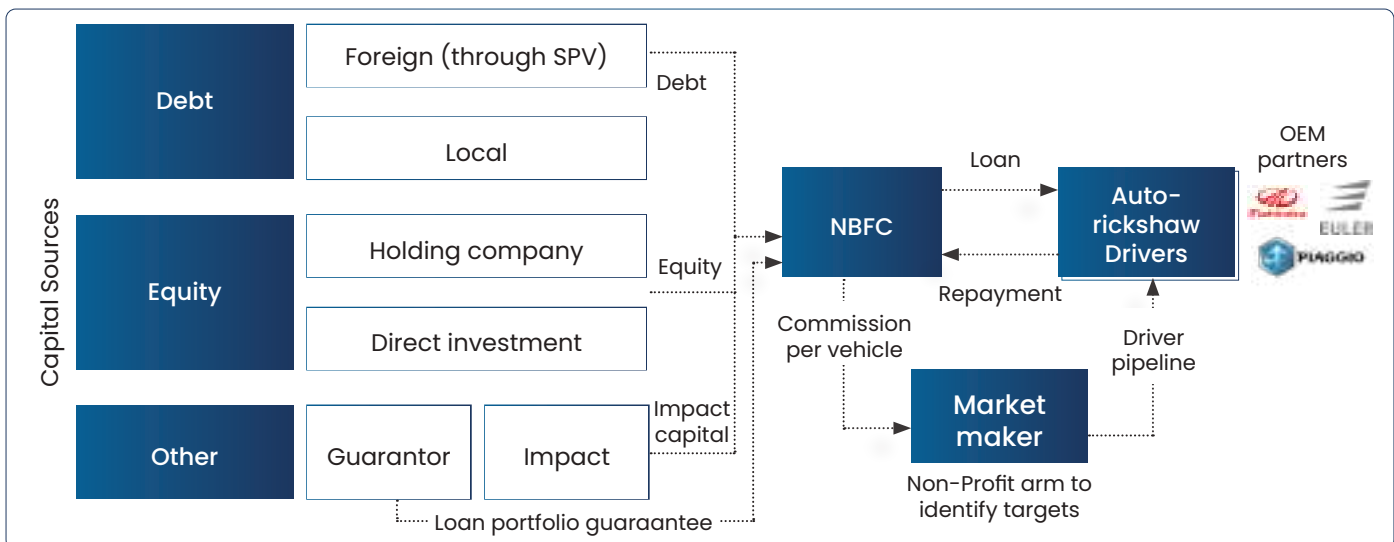 Capital Sources
Debt
Foreign (through SPV)
Local
Debt
Equity
Holding company
Direct investment
Equity
Other
Guarantor
Impact
Impact
capital
Loan portfolio guaraantee
NBFC
Loan
Repayment
Auto-
rickshaw
Drivers
OEM
partners
Mahindra
EULER
PIAGGIO
Commission
per vehicle
Driver
pipeline
Market
maker
Non-Profit arm to
identify targets